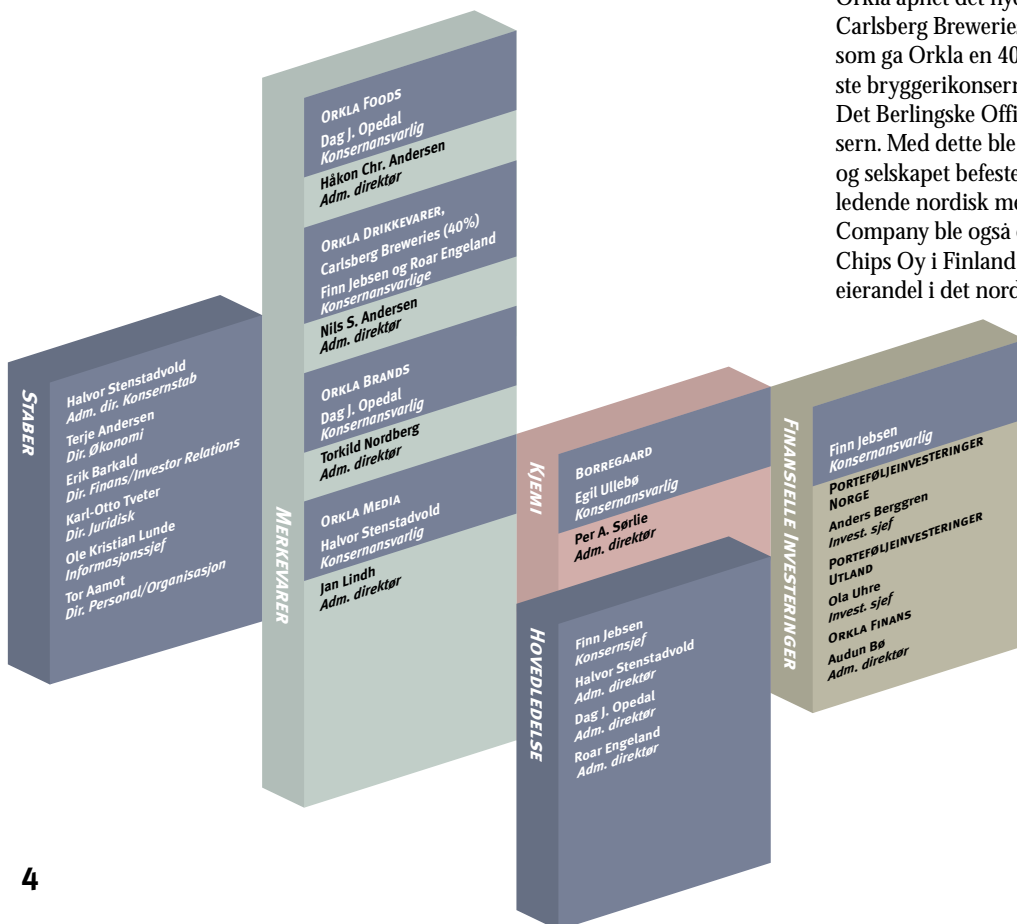 Carlsberg Breweries
som ga Orkla en 40
ste bryggerikonsern
Det Berlingske Offi
sern. Med dette ble
og selskapet befeste
ledende nordisk me
Company ble også
Chips Oy i Finland
eierandel i det nord
STABER
Halvor Stenstadvold
Adm. dir. Konsernstab
Terje Andersen
Dir. Økonomi
Erik Barkald
Dir. Finans/Investor Relations
Karl-Otto Tveter
Dir. Juridisk
Ole Kristian Lunde
Informasjonssjef
Tor Aamot
Dir. Personal/Organisasjon
MERKEVARER
ORKLA FOODS
Dag J. Opedal
Konsernansvarlig
Håkon Chr. Andersen
Adm. direktør
ORKLA DRIKKEVARER,
Carlsberg Breweries (40%)
Finn Jebsen og Roar Engeland
Konsernansvarlige
Nils S. Andersen
Adm. direktør
ORKLA BRANDS
Dag J. Opedal
Konsernansvarlig
Torkild Nordberg
Adm. direktør
ORKLA MEDIA
Halvor Stenstadvold
Konsernansvarlig
Jan Lindh
Adm. direktør
KJEMI
BORREGAARD
Egil Ullebø
Konsernansvarlig
Per A. Sørlie
Adm. direktør
HOVEDLEDELSE
Finn Jebsen
Konsernsjef
Halvor Stenstadvold
Adm. direktør
Dag J. Opedal
Adm. direktør
Roar Engeland
Adm. direktør
FINANSIELLE INVESTERINGER
Finn Jebsen
Konsernansvarlig
PORTEFØLJEINVESTERINGER
NORGE
Anders Berggren
Invest. sjef
PORTEFØLJEINVESTERINGER
UTLAND
Ola Uhre
Invest. sjef
ORKLA FINANS
Audun Bø
Adm. direktør
4